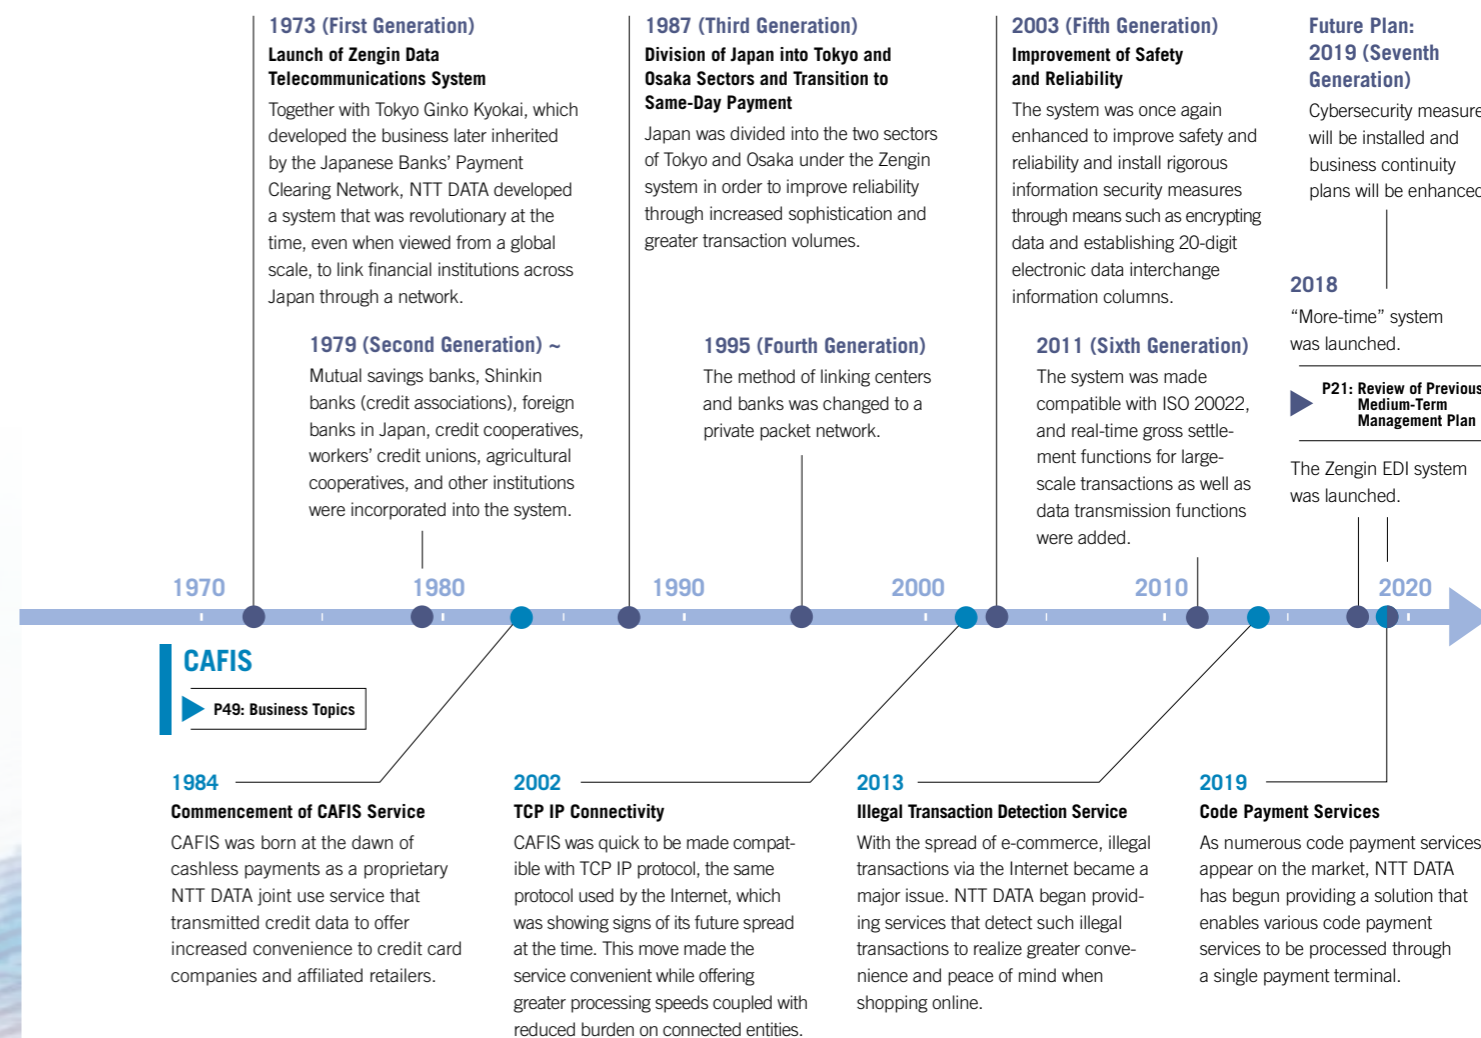 1973 (First Generation)
Launch of Zengin Data
Telecommunications System
Together with Tokyo Ginko Kyokai, which
developed the business later inherited
by the Japanese Banks' Payment
Clearing Network, NTT DATA developed
a system that was revolutionary at the
time, even when viewed from a global
scale, to link financial institutions across
Japan through a network.
1979 (Second Generation) ~
Mutual savings banks, Shinkin
banks (credit associations), foreign
banks in Japan, credit cooperatives,
workers' credit unions, agricultural
cooperatives, and other institutions
were incorporated into the system.
1987 (Third Generation)
Division of Japan into Tokyo and
Osaka Sectors and Transition to
Same-Day Payment
Japan was divided into the two sectors
of Tokyo and Osaka under the Zengin
system in order to improve reliability
through increased sophistication and
greater transaction volumes.
1995 (Fourth Generation)
The method of linking centers
and banks was changed to a
private packet network.
2003 (Fifth Generation)
Improvement of Safety
and Reliability
The system was once again
enhanced to improve safety and
reliability and install rigorous
information security measures
through means such as encrypting
data and establishing 20-digit
electronic data interchange
information columns.
2011 (Sixth Generation)
The system was made
compatible with ISO 20022,
and real-time gross settle-
ment functions for large-
scale transactions as well as
data transmission functions
were added.
Future Plan:
2019 (Seventh
Generation)
Cybersecurity measure
will be installed and
business continuity
plans will be enhanced
2018
“More-time” system
was launched.
P21: Review of Previous
Medium-Term
Management Plan
The Zengin EDI system
was launched.
1970 1980 1990 2000 2010 2020
CAFIS
P49: Business Topics
1984
Commencement of CAFIS Service
CAFIS was born at the dawn of
cashless payments as a proprietary
NTT DATA joint use service that
transmitted credit data to offer
increased convenience to credit card
companies and affiliated retailers.
2002
TCP IP Connectivity
CAFIS was quick to be made compat-
ible with TCP IP protocol, the same
protocol used by the Internet, which
was showing signs of its future spread
at the time. This move made the
service convenient while offering
greater processing speeds coupled with
reduced burden on connected entities.
2013
Illegal Transaction Detection Service
With the spread of e-commerce, illegal
transactions via the Internet became a
major issue. NTT DATA began provid-
ing services that detect such illegal
transactions to realize greater conve-
nience and peace of mind when
shopping online.
2019
Code Payment Services
As numerous code payment services
appear on the market, NTT DATA
has begun providing a solution that
enables various code payment
services to be processed through
a single payment terminal.